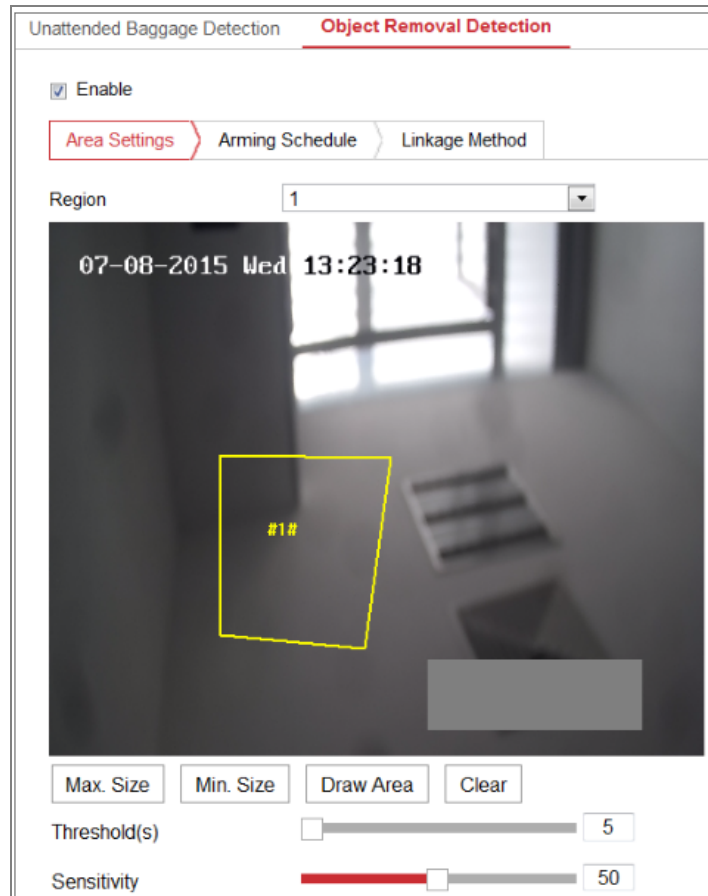 Unattended Baggage Detection Object Removal Detection
Enable
Area Settings Arming Schedule Linkage Method
Region 1
07-08-2015 Wed 13:23:18
#1#
Max. Size Min. Size Draw Area Clear
Threshold(s) 5
Sensitivity 50